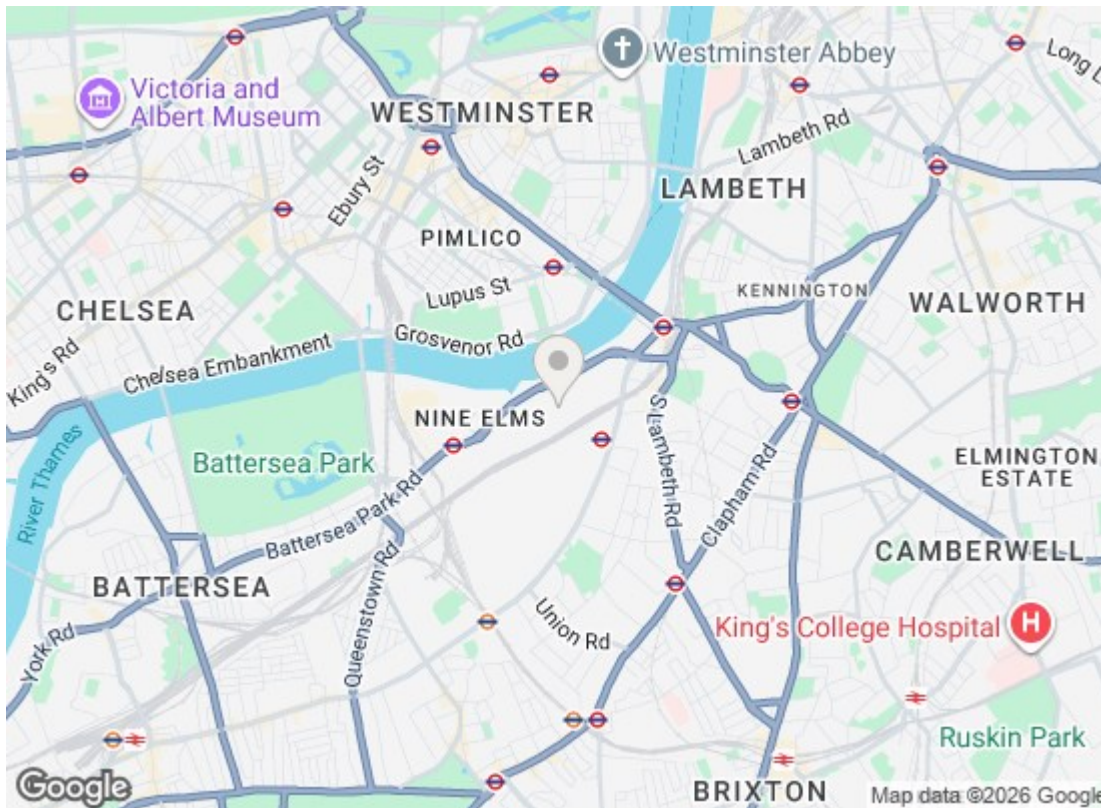 Westminster Abbey
Long
Victoria and
Albert Museum
WESTMINSTER
Lambeth Rd
Ebury St
LAMBETH
PIMLICO
Lupus St
KENNINGTON
WALWORTH
CHELSEA
Grosvenor Rd
Chelsea Embankment
King's Rd
NINE ELMS
S Lambeth Rd
Clapham Rd
Battersea Park
ELMINGTON
ESTATE
River Thames
Battersea Park Rd
CAMBERWELL
BATTERSEA
Queenstown Rd
Union Rd
King's College Hospital
H
York Rd
Ruskin Park
BRIXTON
Google
Map data ©2026 Google